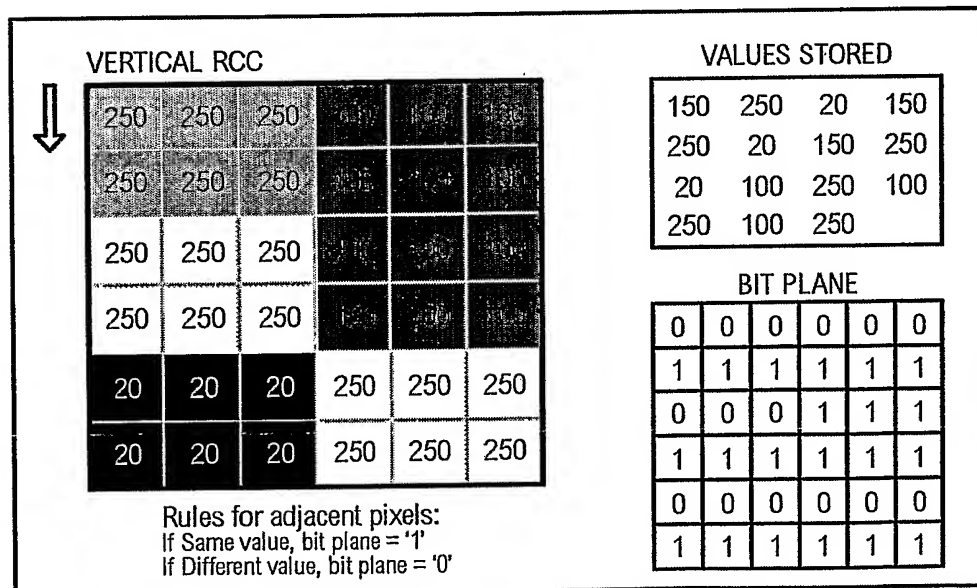 VERTICAL RCC
250 250 250
250 250 250
250 250 250
250 250 250
20 20 20 250 250 250
20 20 20 250 250 250
Rules for adjacent pixels:
If Same value, bit plane = '1'
If Different value, bit plane = '0'
VALUES STORED
150 250 20 150
250 20 150 250
20 100 250 100
250 100 250
BIT PLANE
0 0 0 0 0 0
1 1 1 1 1 1
0 0 0 1 1 1
1 1 1 1 1 1
0 0 0 0 0 0
1 1 1 1 1 1